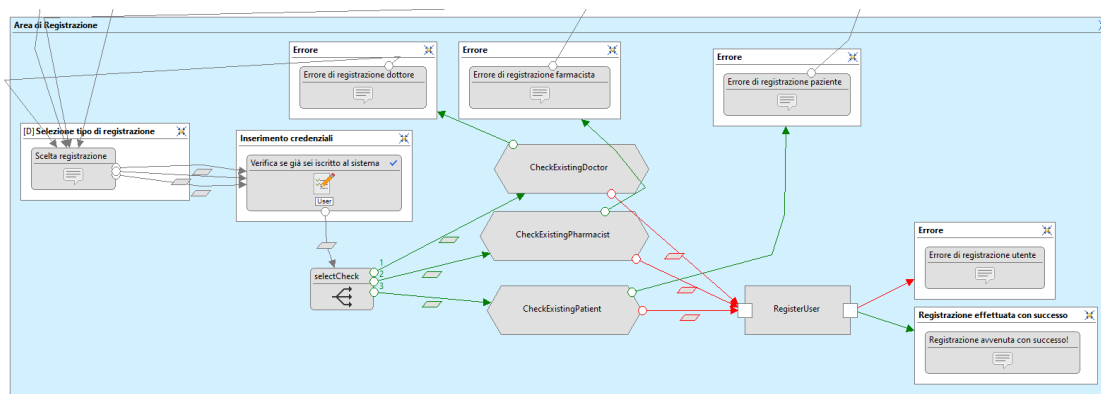 Area di Registrazione
Errore
Errore di registrazione dottore
Errore
Errore di registrazione farmacista
Errore
Errore di registrazione paziente
[D] Selezione tipo di registrazione
Scelta registrazione
Inserimento credenziali
Verifica se già sei iscritto al sistema
User
CheckExistingDoctor
CheckExistingPharmacist
CheckExistingPatient
selectCheck
1
2
3
RegisterUser
Errore
Errore di registrazione utente
Registrazione effettuata con successo
Registrazione avvenuta con successo!